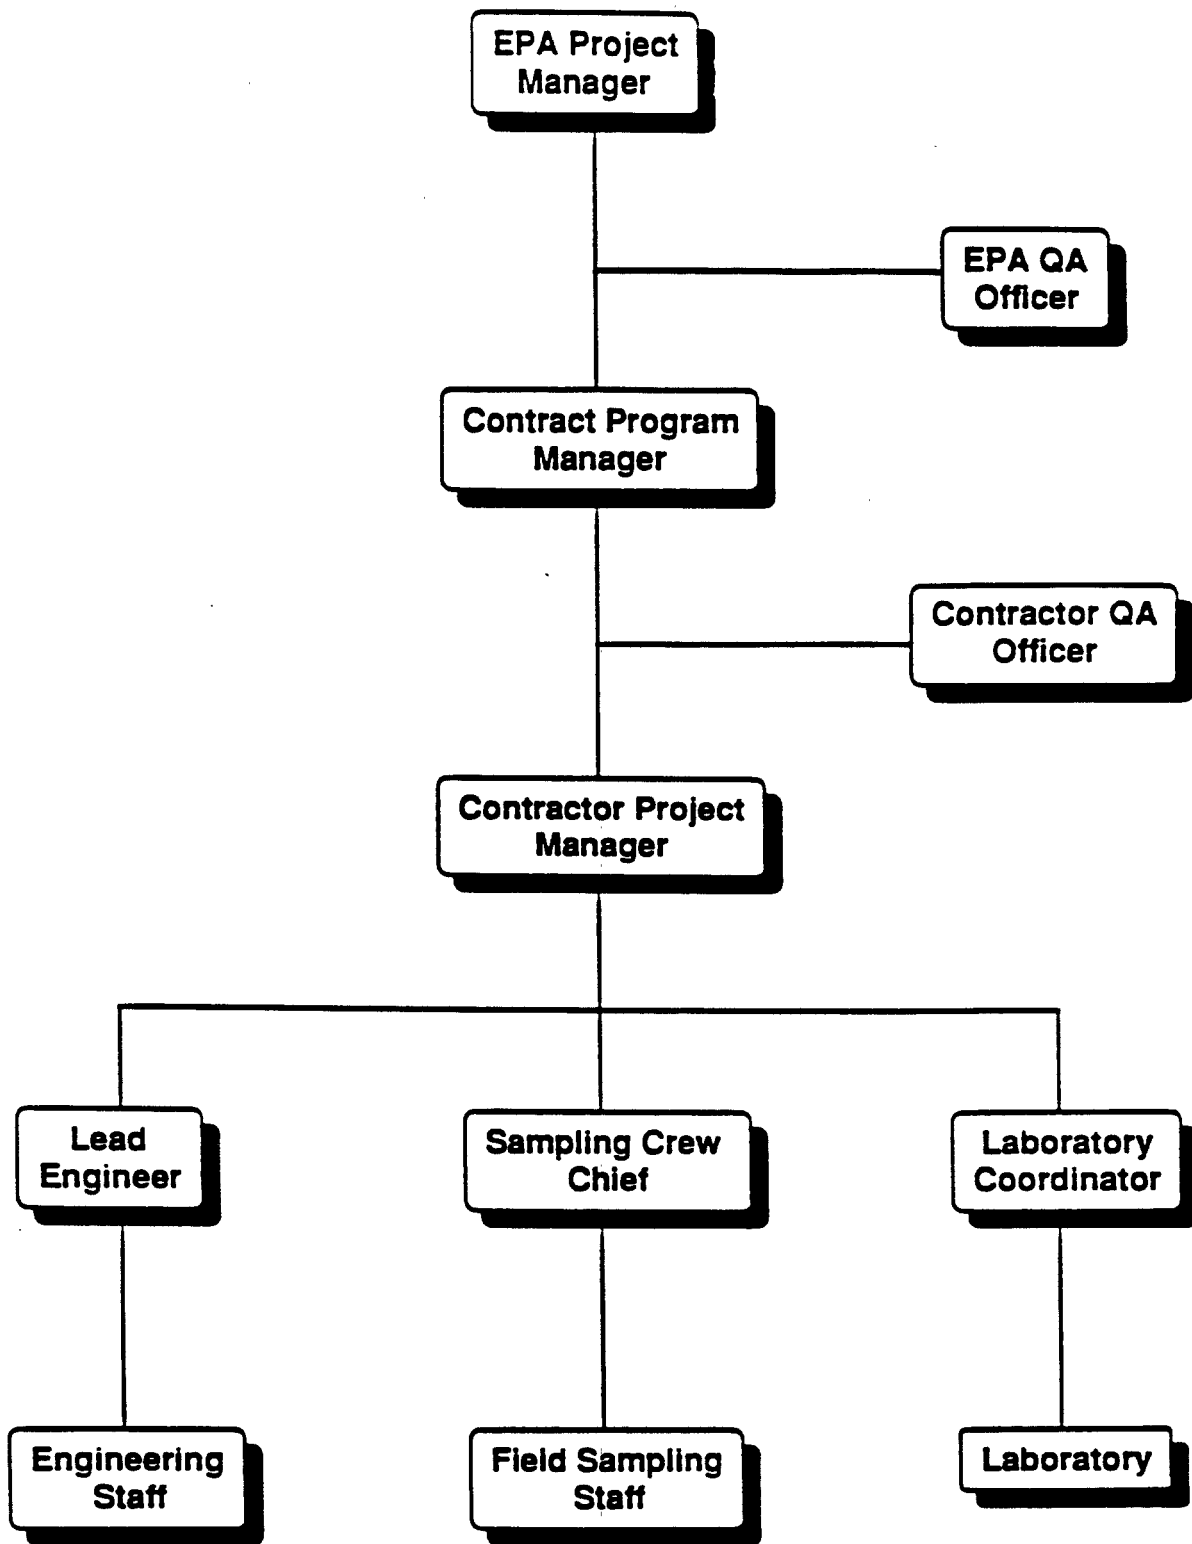 EPA Project
Manager
EPA QA
Officer
Contract Program
Manager
Contractor QA
Officer
Contractor Project
Manager
Lead
Engineer
Sampling Crew
Chief
Laboratory
Coordinator
Engineering
Staff
Field Sampling
Staff
Laboratory